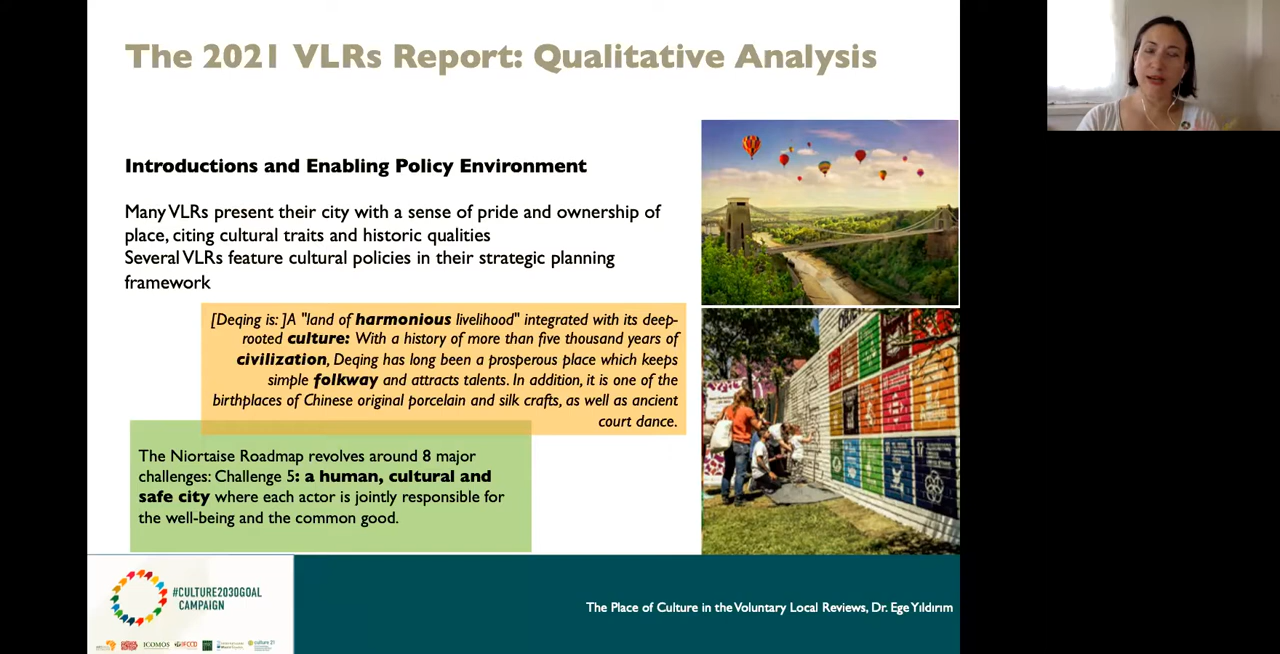 The 2021 VLRs Report: Qualitative Analysis
Introductions and Enabling Policy Environment
Many VLRs present their city with a sense of pride and ownership of
place, citing cultural traits and historic qualities
Several VLRs feature cultural policies in their strategic planning
framework
[Deqing is: ]A "land of harmonious livelihood" integrated with its deep-
rooted culture: With a history of more than five thousand years of
civilization, Deqing has long been a prosperous place which keeps
simple folkway and attracts talents. In addition, it is one of the
birthplaces of Chinese original porcelain and silk crafts, as well as ancient
court dance.
The Niortaise Roadmap revolves around 8 major
challenges: Challenge 5: a human, cultural and
safe city where each actor is jointly responsible for
the well-being and the common good.
#CULTURE2030GOAL
CAMPAIGN
ICOMOS
IFCCD
culture 21
The Place of Culture in the Voluntary Local Reviews, Dr. Ege Yıldırım